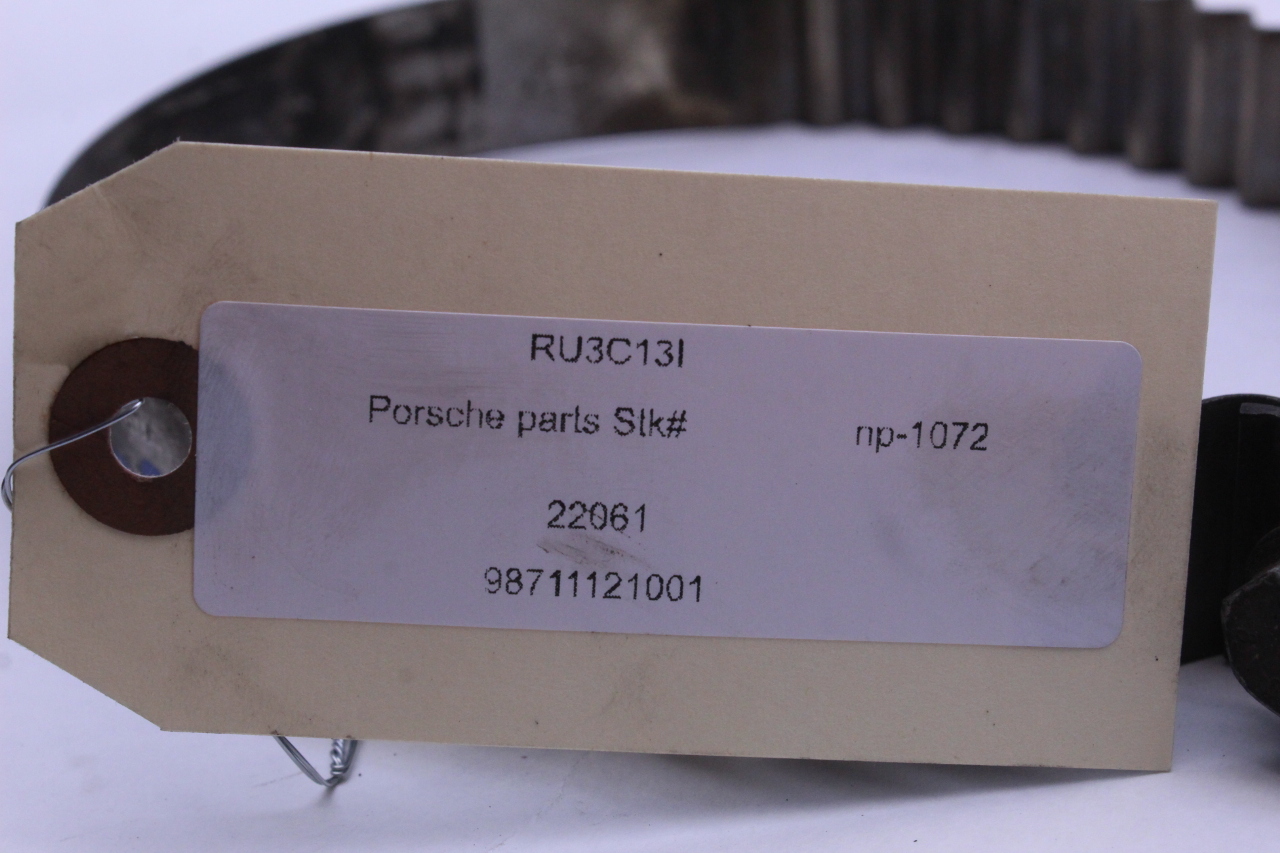 RU3C13I
Porsche parts Stk# np-1072
22061
98711121001